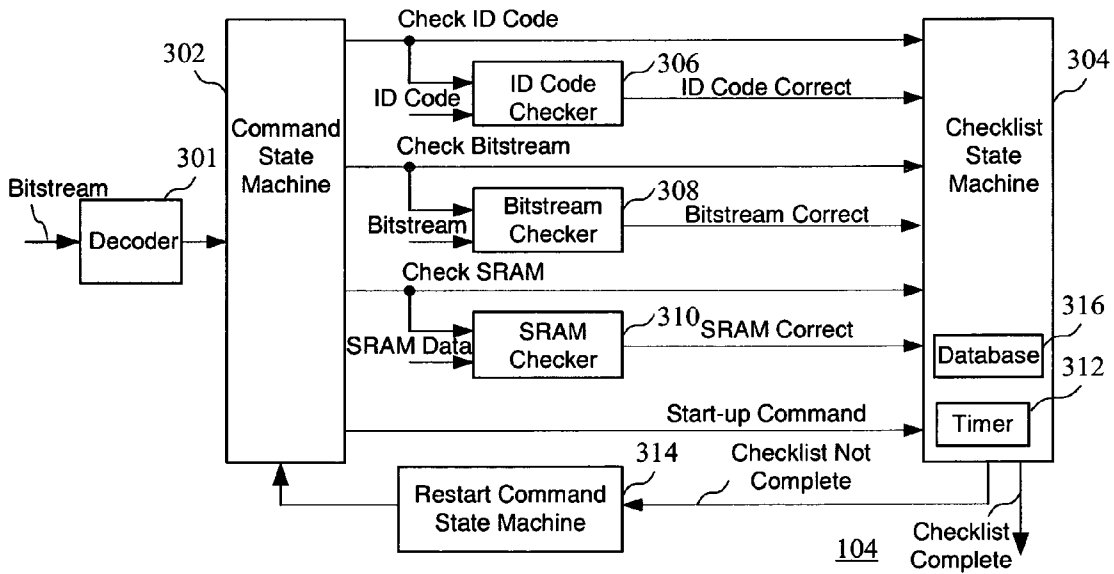 Check ID Code
302
306
304
ID Code
ID Code
Checker
ID Code Correct
Command
State
Machine
Checklist
State
Machine
Check Bitstream
301
308
Bitstream
Decoder
Bitstream
Bitstream
Checker
Bitstream Correct
Check SRAM
310
SRAM Data
SRAM
Checker
SRAM Correct
316
Database
312
Start-up Command
Timer
314
Checklist Not
Complete
Restart Command
State Machine
104
Checklist
Complete